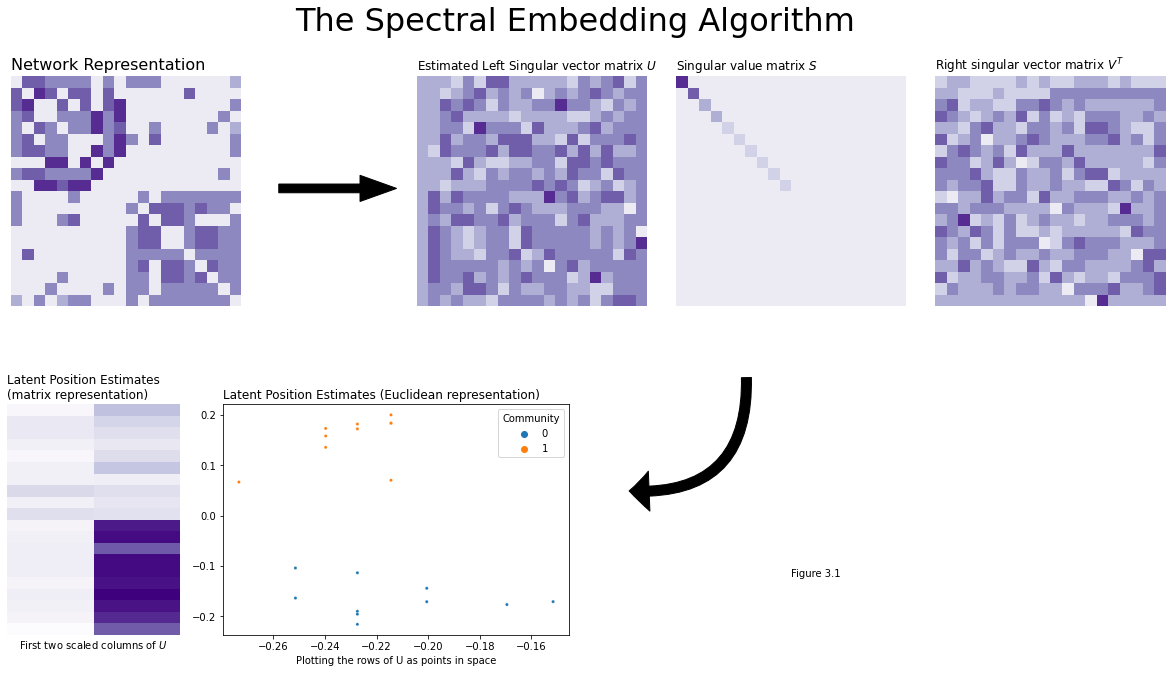 The Spectral Embedding Algorithm
Network Representation
Estimated Left Singular vector matrix U
Singular value matrix S
Right singular vector matrix V^T
Latent Position Estimates
(matrix representation)
First two scaled columns of U
Latent Position Estimates (Euclidean representation)
Community
0
1
0.2
0.1
0.0
−0.1
−0.2
−0.26 −0.24 −0.22 −0.20 −0.18 −0.16
Plotting the rows of U as points in space
Figure 3.1